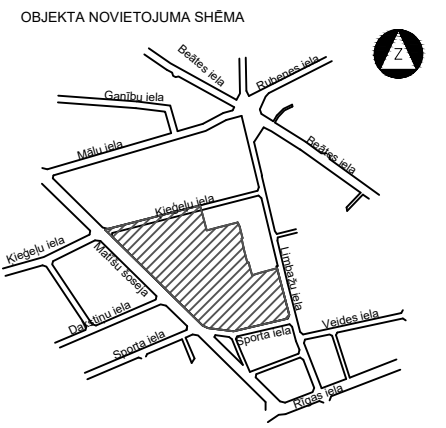 OBJEKTA NOVIETOJUMA SHĒMA
Z
Beātes iela
Rubenes iela
Ganību iela
Mālu iela
Beātes iela
Ķieģeļu iela
Ķieģeļu iela
Matīšu šoseja
Limbažu iela
Dakstiņu iela
Sporta iela
Sporta iela
Veides iela
Rīgas iela